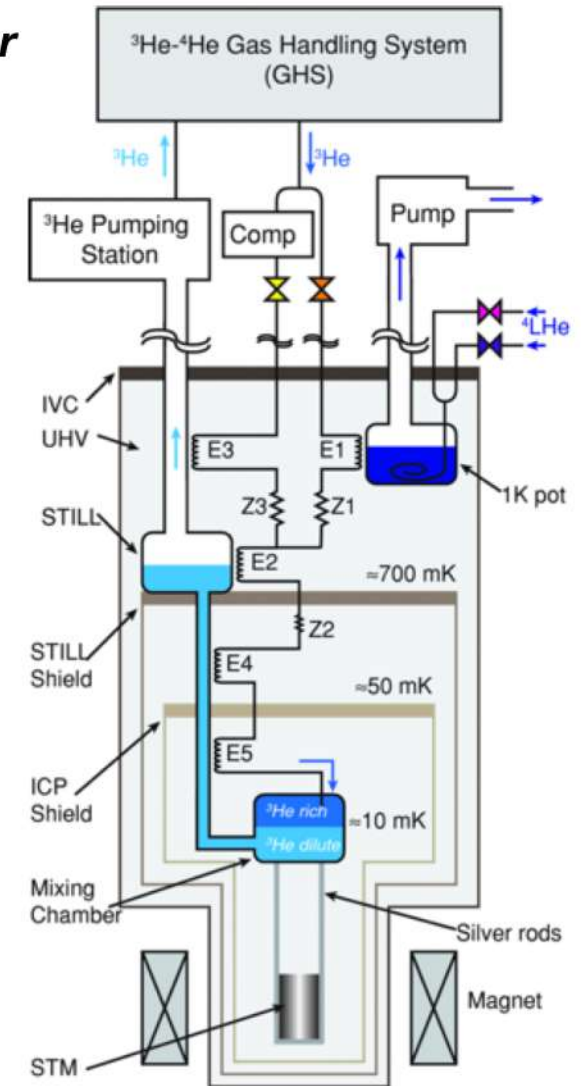 r
³He-⁴He Gas Handling System
(GHS)
³He
³He
³He Pumping
Station
Comp
Pump
⁴LHe
IVC
UHV
E3
E1
1K pot
Z3
Z1
STILL
E2
≈700 mK
Z2
STILL
Shield
E4
≈50 mK
E5
ICP
Shield
³He rich
≈10 mK
³He dilute
Mixing
Chamber
Silver rods
Magnet
STM